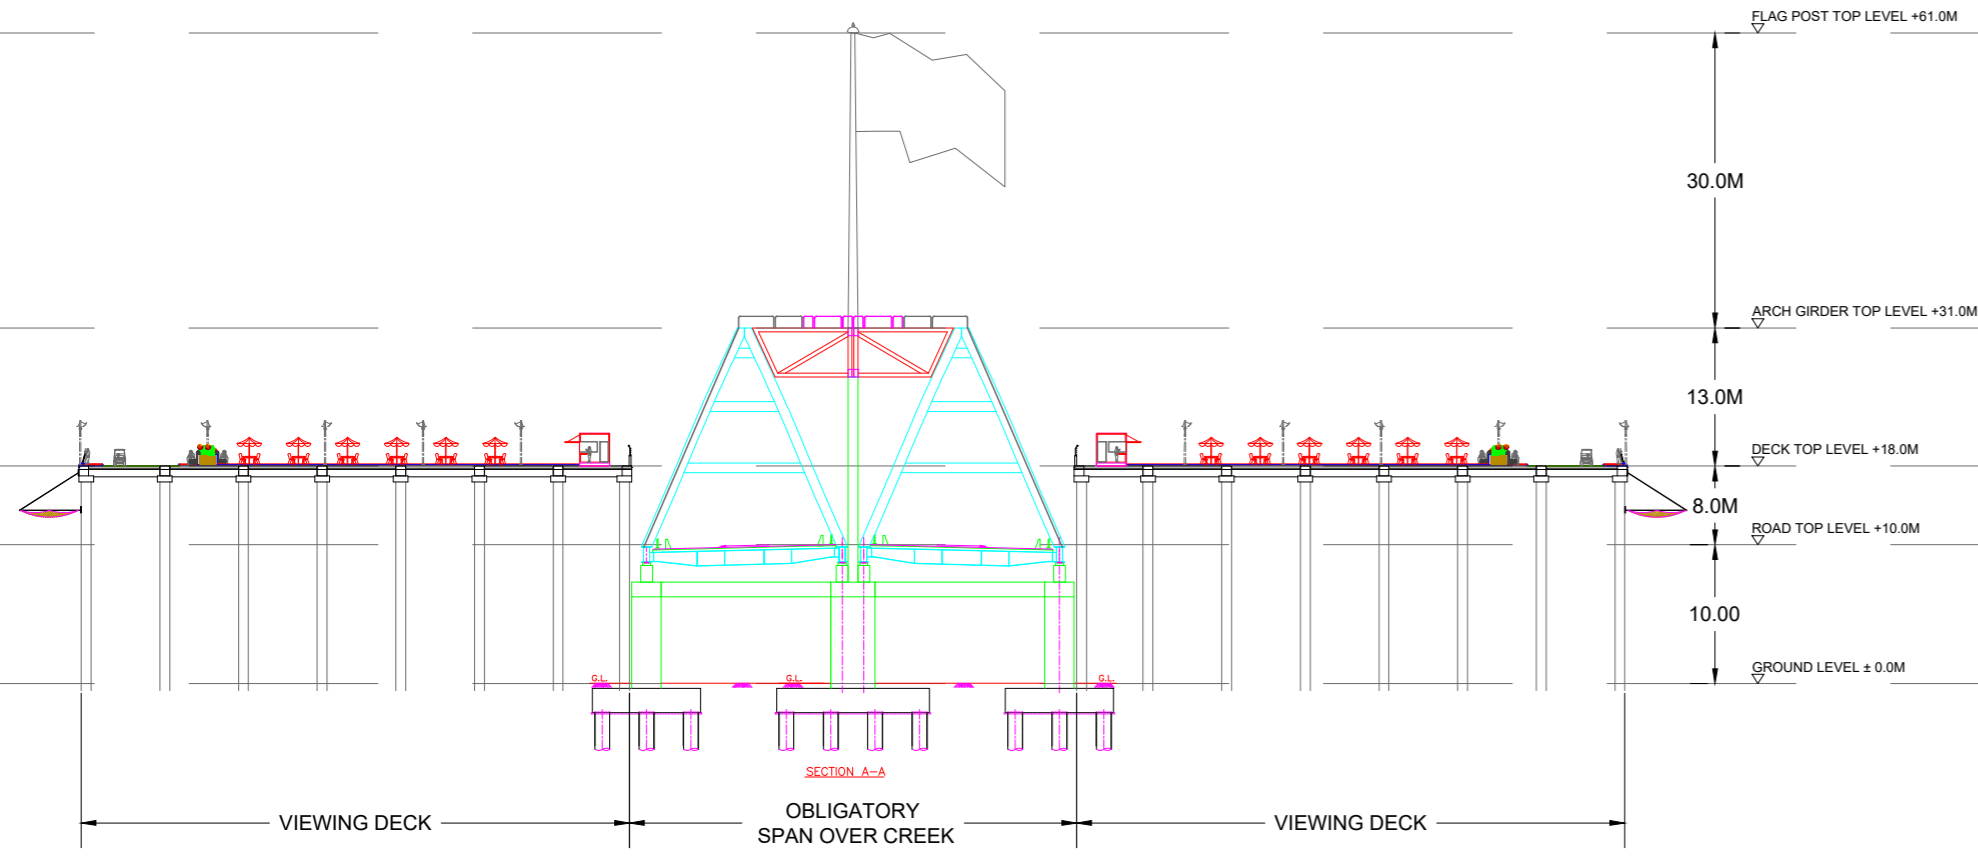 FLAG POST TOP LEVEL +61.0M
30.0M
ARCH GIRDER TOP LEVEL +31.0M
13.0M
DECK TOP LEVEL +18.0M
8.0M
ROAD TOP LEVEL +10.0M
10.00
GROUND LEVEL ± 0.0M
G.L.
G.L.
G.L.
SECTION A-A
VIEWING DECK
OBLIGATORY
SPAN OVER CREEK
VIEWING DECK